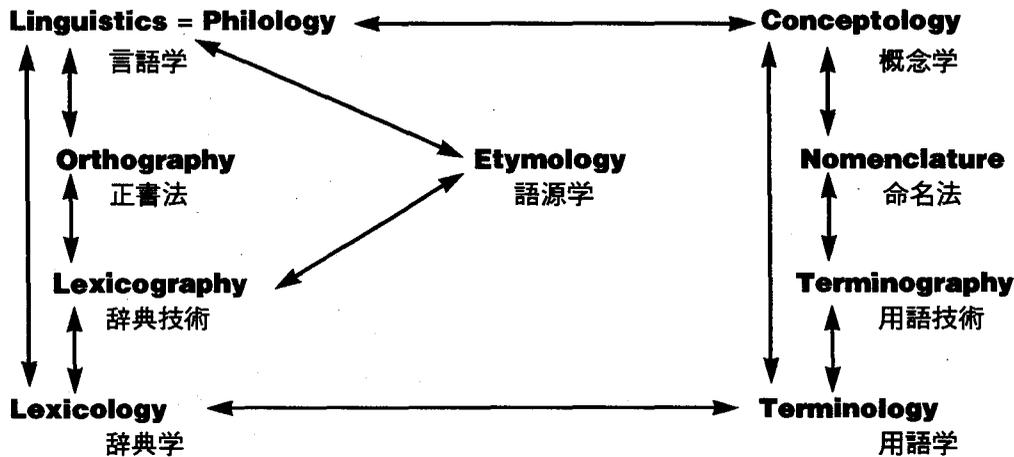 Linguistics = Philology
言語学
Conceptology
概念学
Orthography
正書法
Etymology
語源学
Nomenclature
命名法
Lexicography
辞典技術
Terminography
用語技術
Lexicology
辞典学
Terminology
用語学